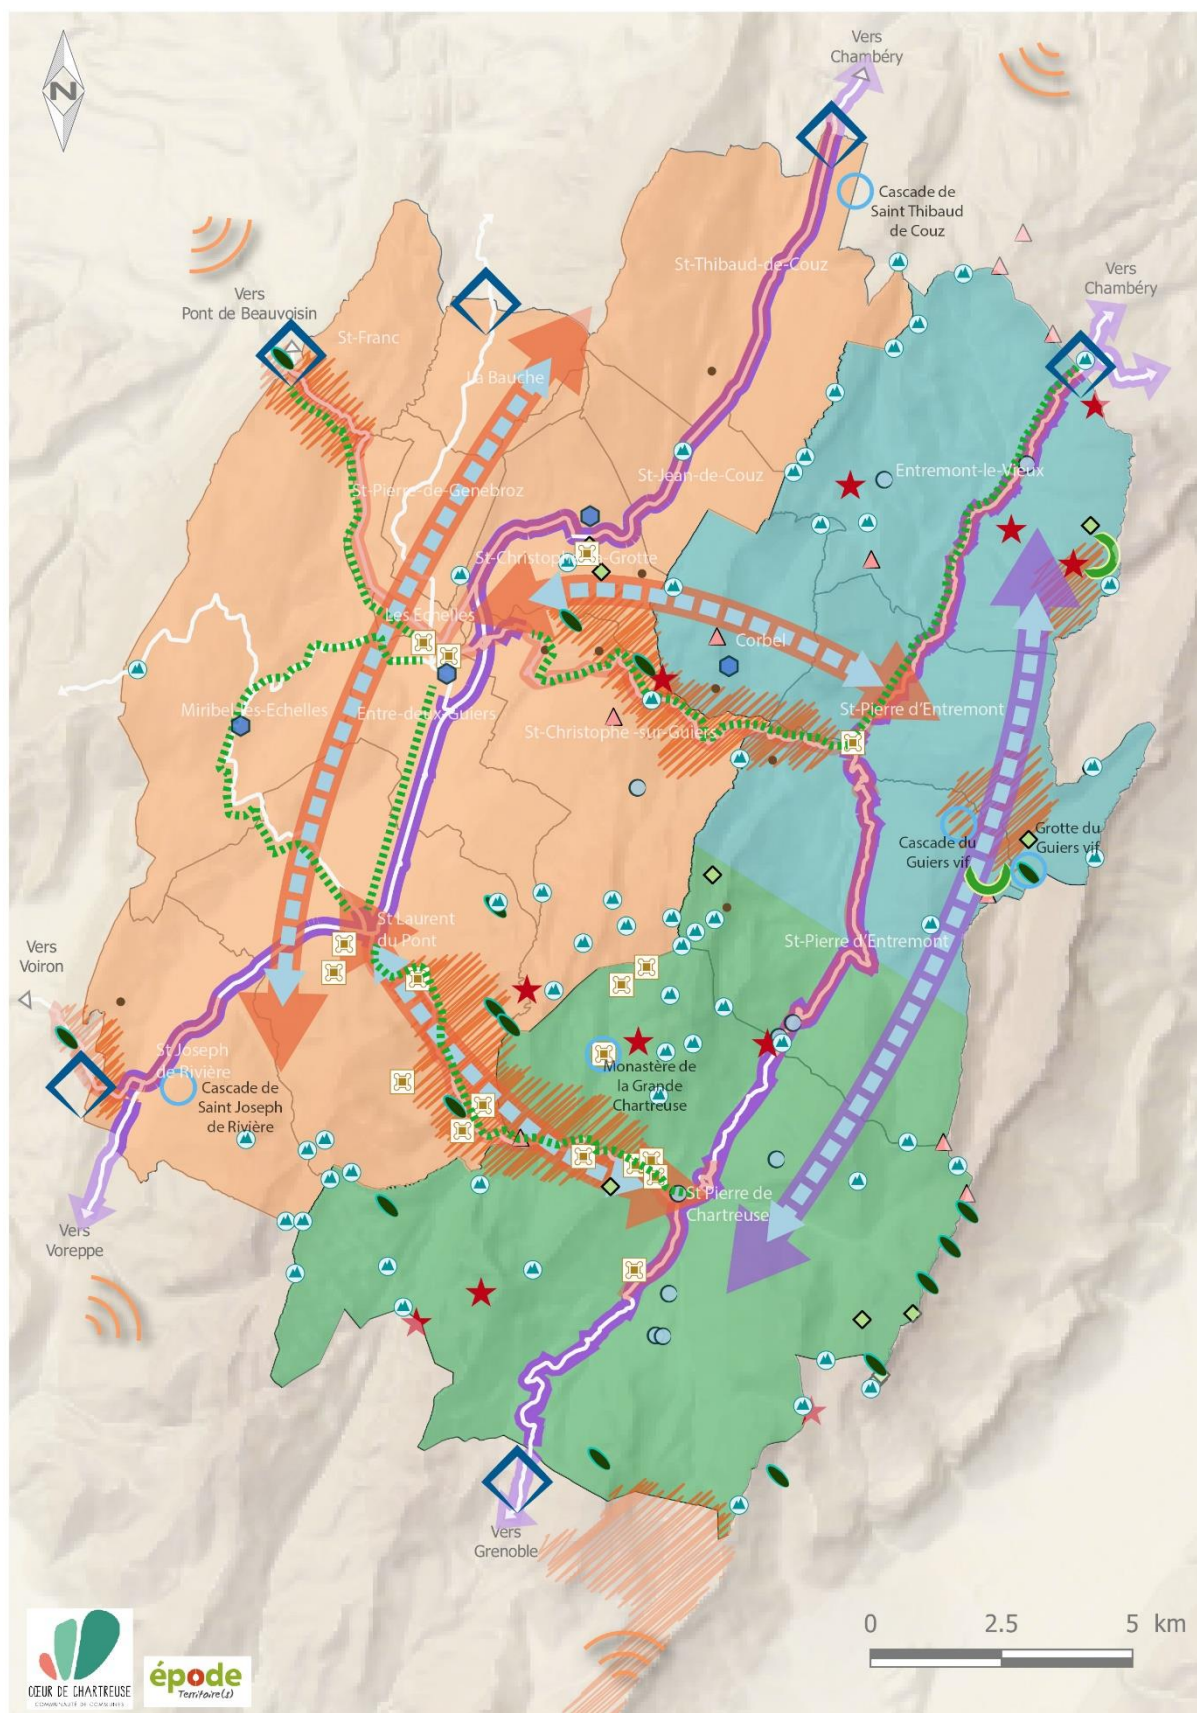 Vers
Chambéry
N
Cascade de
Saint Thibaud
de Couz
St-Thibaud-de-Couz
Vers
Chambéry
Vers
Pont de Beauvoisin
St-Franc
La Bauche
St-Jean-de-Couz
Entremont-le-Vieux
St-Pierre-de-Genebroz
St-Christophe-la-Grotte
Les Echelles
Corbel
Miribel-les-Echelles
Entre-deux-Guiers
St-Pierre d'Entremont
St-Christophe -sur-Guiers
Cascade du
Guiers vif
Grotte du
Guiers vif
St Laurent
du Pont
St-Pierre d'Entremont
Vers
Voiron
St Joseph
de Rivière
Cascade de
Saint Joseph
de Rivière
Monastère de
la Grande
Chartreuse
St Pierre de
Chartreuse
Vers
Voreppe
Vers
Grenoble
0 2.5 5 km
CŒUR DE CHARTREUSE
COMMUNAUTÉ DE COMMUNES
épode
Territoire(s)